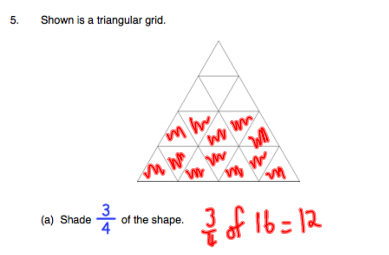 5. Shown is a triangular grid.
(a) Shade 3/4 of the shape.
3/4 of 16 = 12